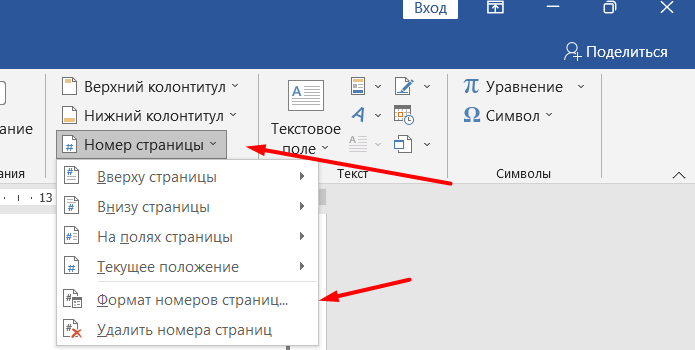 Вход
Поделиться
Верхний колонтитул
Нижний колонтитул
Номер страницы
Текстовое
поле
А
Текст
π Уравнение
Ω Символ
Символы
ание
ания
13
Вверху страницы
Внизу страницы
На полях страницы
Текущее положение
Формат номеров страниц...
Удалить номера страниц